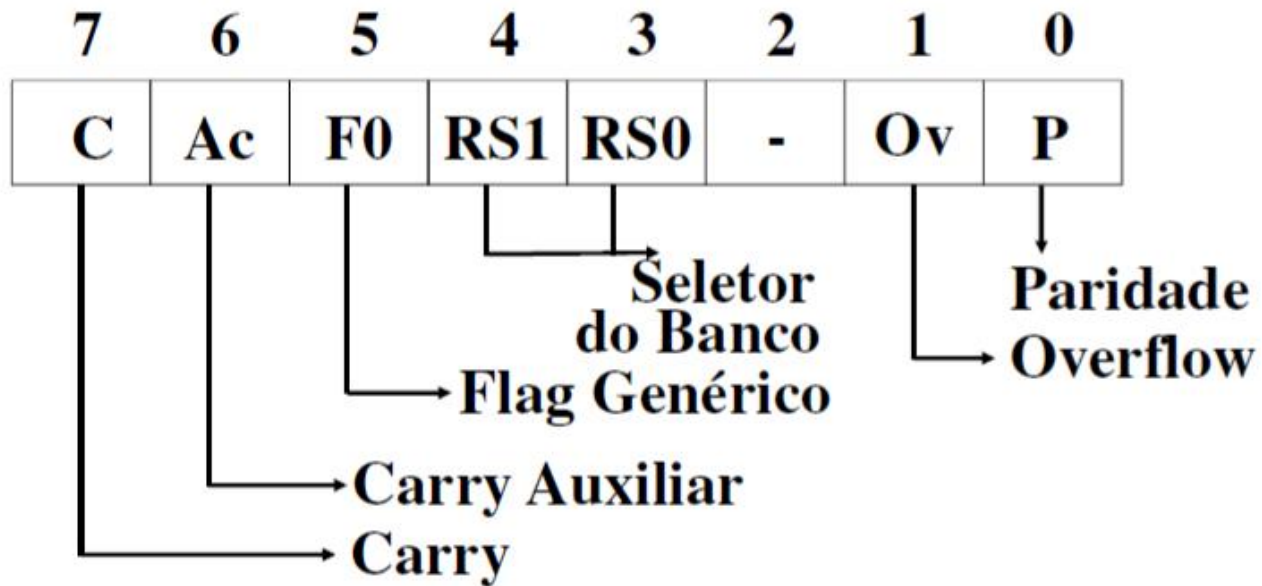 7 6 5 4 3 2 1 0
C Ac F0 RS1 RS0 - Ov P
Seletor
do Banco
Paridade
Overflow
Flag Genérico
Carry Auxiliar
Carry